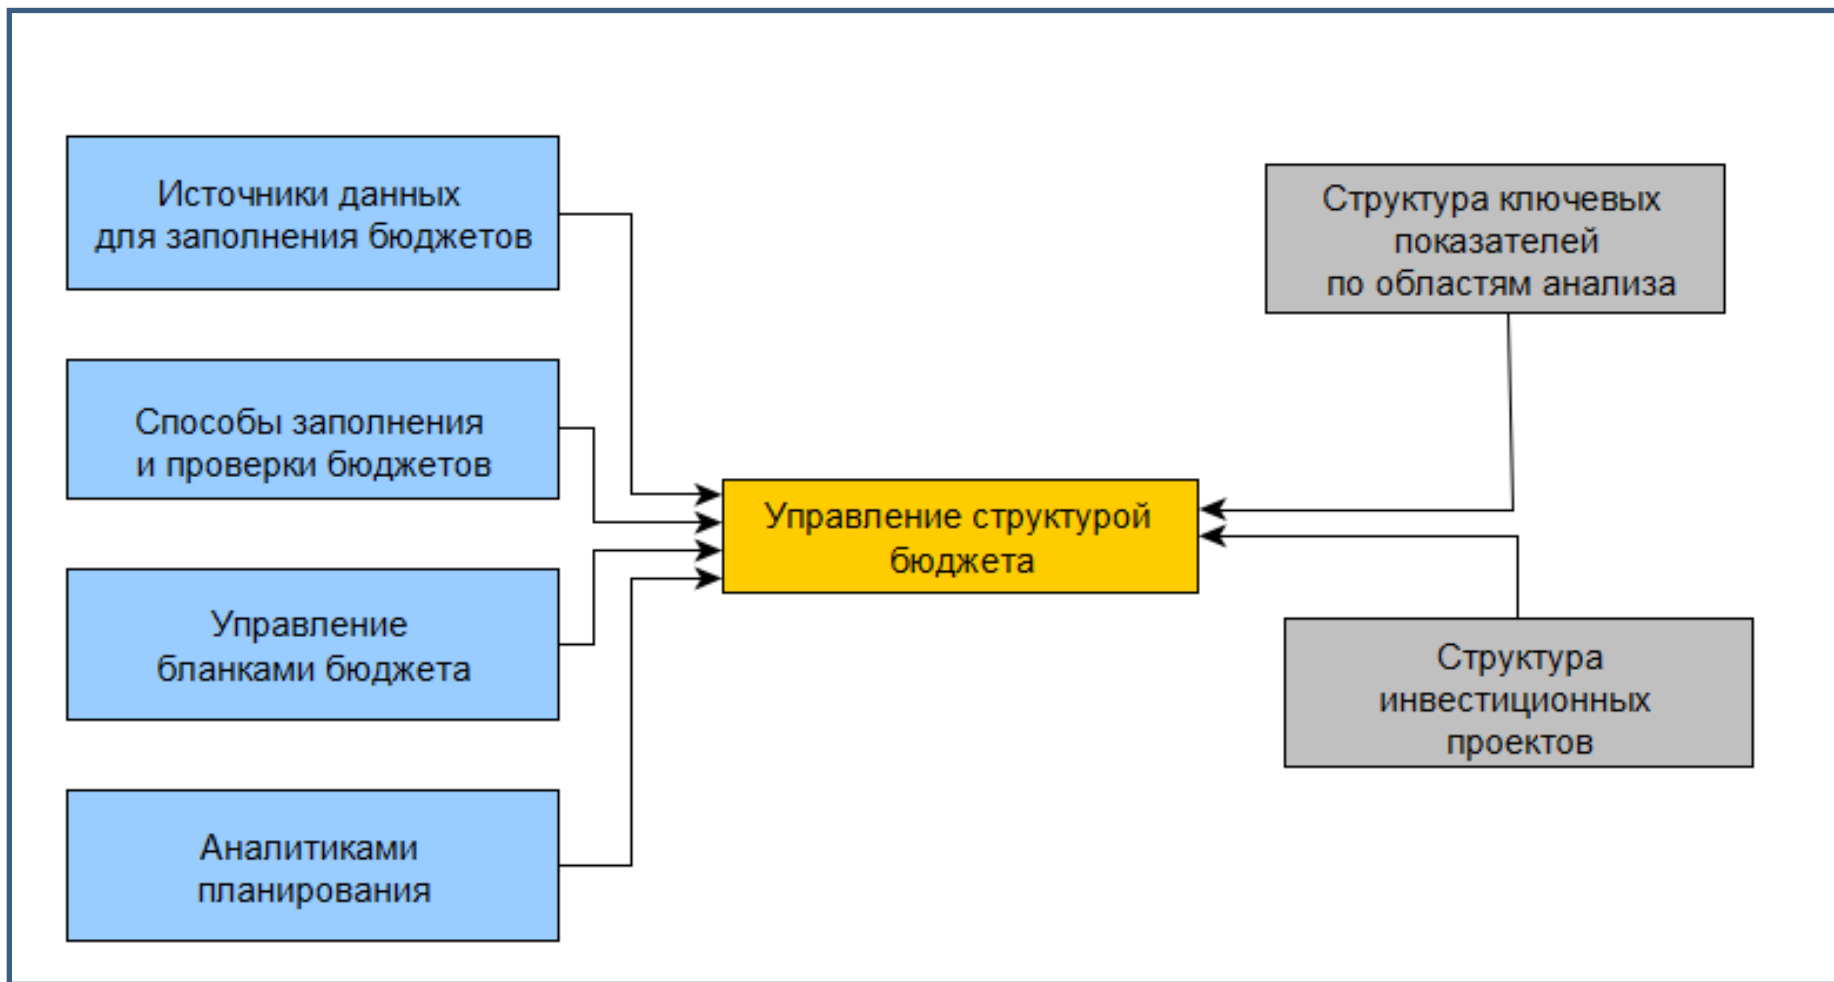 Источники данных
для заполнения бюджетов
Способы заполнения
и проверки бюджетов
Управление
бланками бюджета
Аналитиками
планирования
Управление структурой
бюджета
Структура ключевых
показателей
по областям анализа
Структура
инвестиционных
проектов